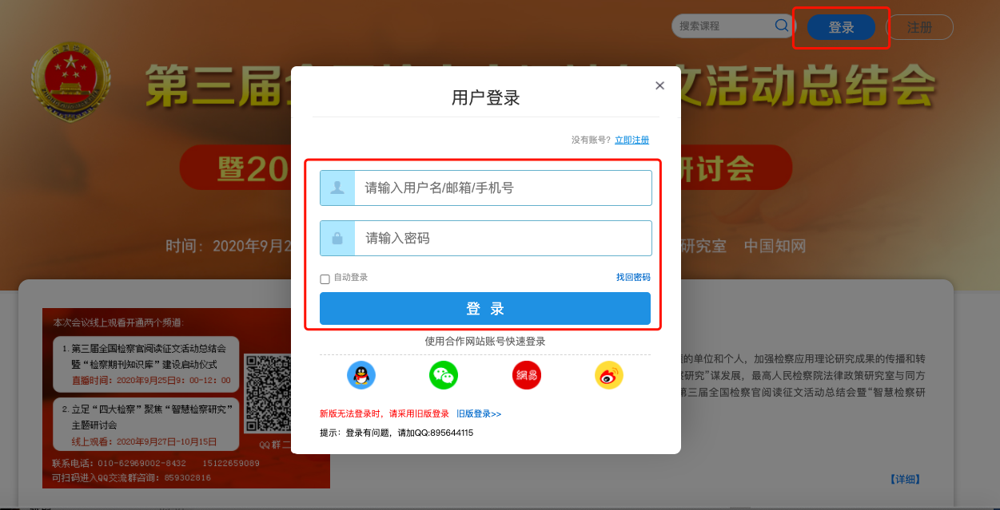 搜索课程
登录
注册
第三届
文活动总结会
用户登录
没有账号? 立即注册
暨20
研讨会
请输入用户名/邮箱/手机号
请输入密码
时间：2020年9月2
研究室 中国知网
自动登录
找回密码
登 录
使用合作网站账号快速登录
網易
新版无法登录时，请采用旧版登录 旧版登录>>
提示：登录有问题，请加QQ:895644115
本次会议线上观看开通两个频道:
1. 第三届全国检察官阅读征文活动总结会
暨“检察期刊知识库”建设启动仪式
直播时间：2020年9月25日9：00-12：00
2. 立足“四大检察”聚焦“智慧检察研究”
主题研讨会
线上观看：2020年9月27日-10月15日
QQ群二
联系电话：010-62969002-8432 15122659089
可扫码进入QQ交流群咨询：859302816
的单位和个人，加强检察应用理论研究成果的传播和转
研究”谋发展，最高人民检察院法律政策研究室与同方
第三届全国检察官阅读征文活动总结会暨“智慧检察研
【详细】